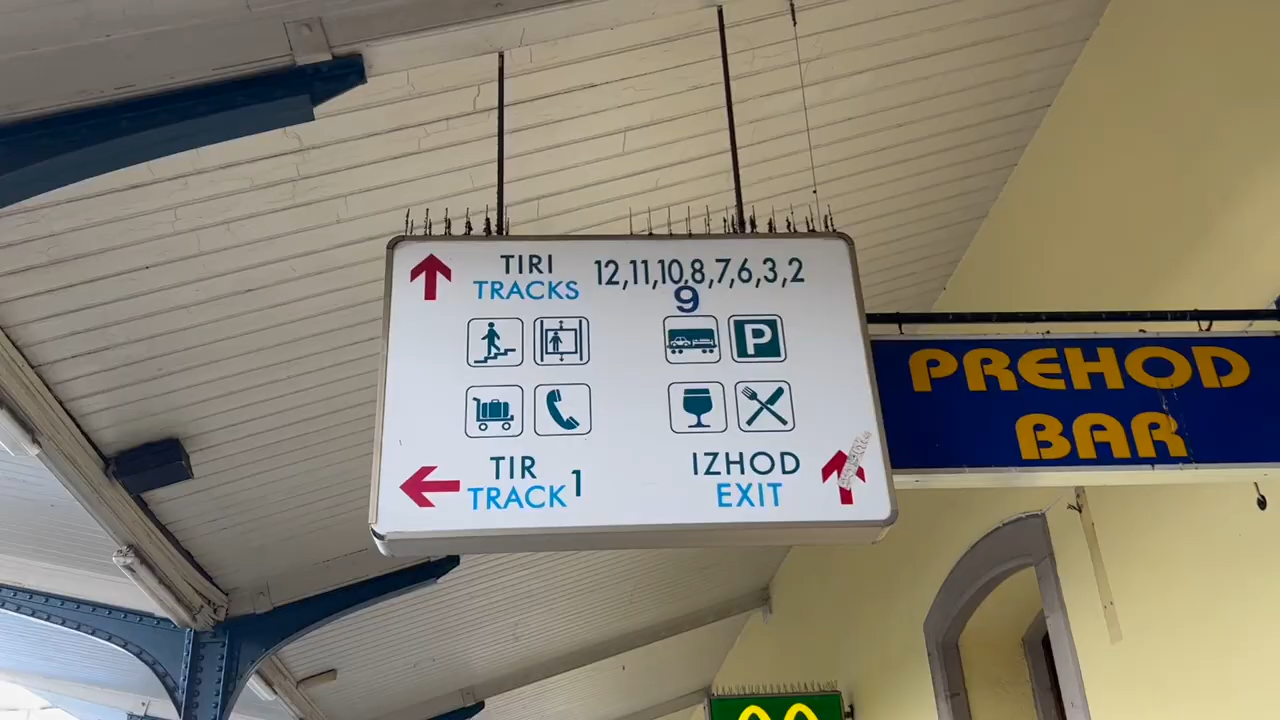 TIRI 12,11,10,8,7,6,3,2
TRACKS
9
P
TIR 1
TRACK
IZHOD
EXIT
PREHOD
BAR